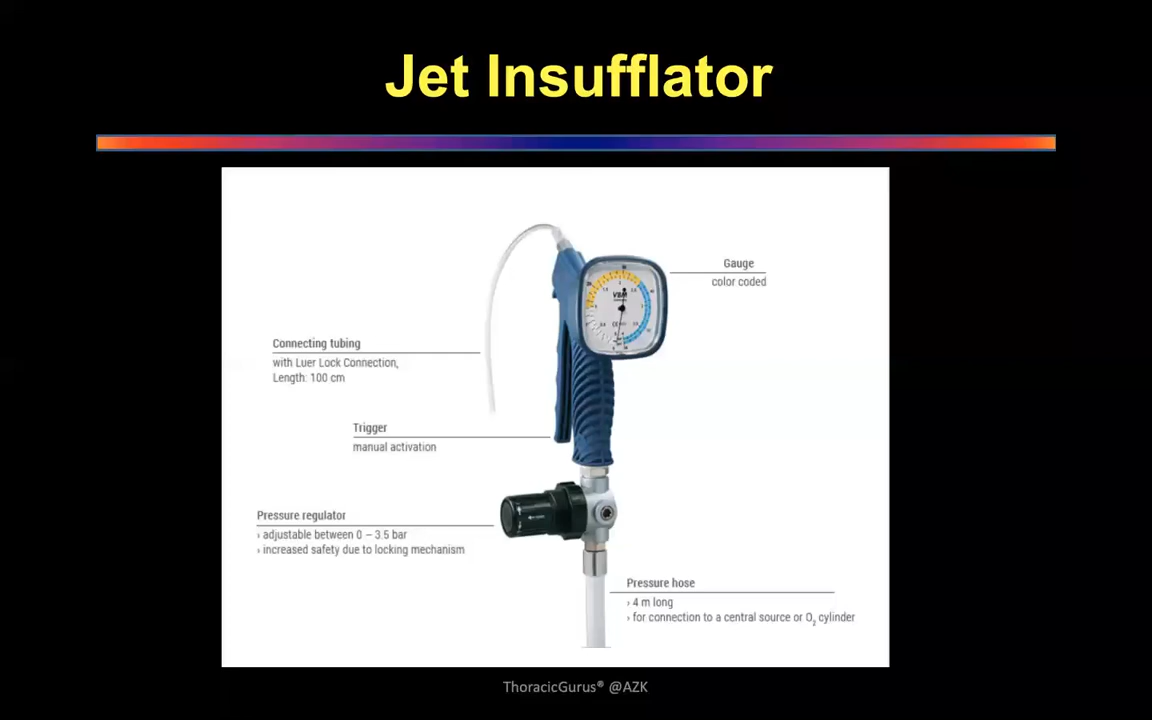 Jet Insufflator
Gauge
color coded
Connecting tubing
with Luer Lock Connection,
Length: 100 cm
Trigger
manual activation
Pressure regulator
› adjustable between 0 – 3.5 bar
› increased safety due to locking mechanism
Pressure hose
› 4 m long
› for connection to a central source or O₂ cylinder
VBM
ThoracicGurus® @AZK